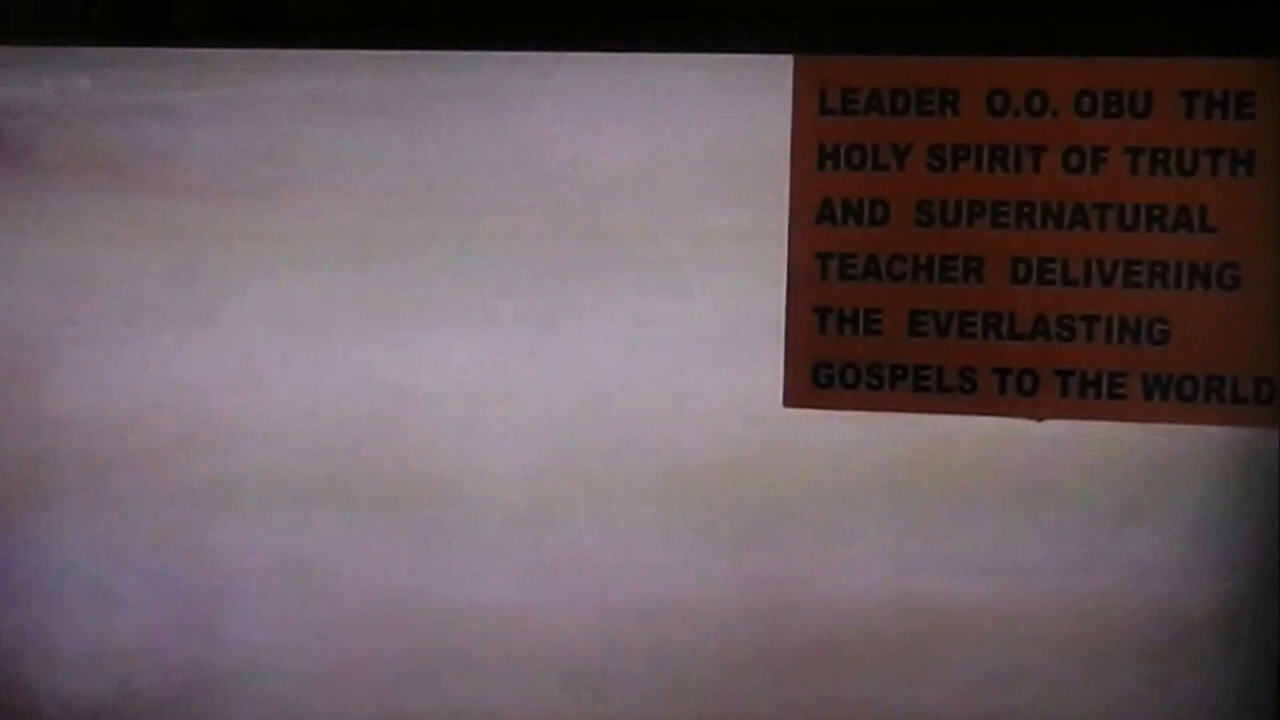 LEADER O.O. OBU THE
HOLY SPIRIT OF TRUTH
AND SUPERNATURAL
TEACHER DELIVERING
THE EVERLASTING
GOSPELS TO THE WORLD